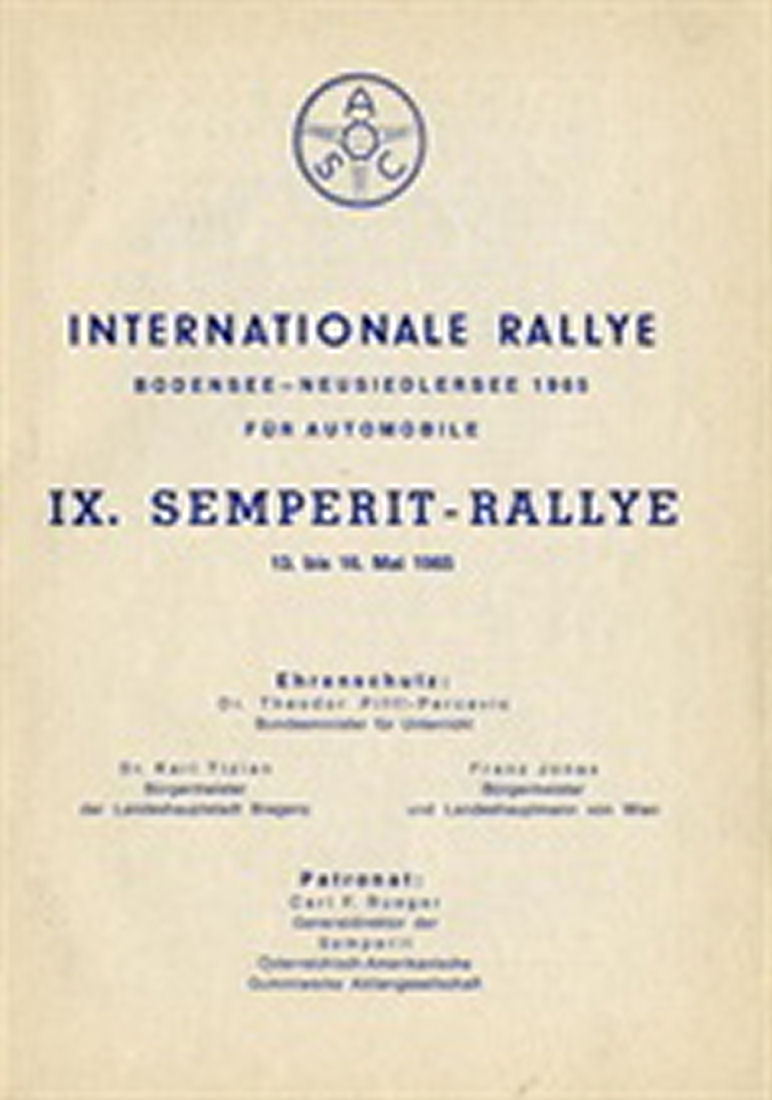 A
S C
INTERNATIONALE RALLYE
BODENSEE–NEUSIEDLERSEE 1965
FÜR AUTOMOBILE
IX. SEMPERIT-RALLYE
13. bis 16. Mai 1965
Ehrenschutz:
Dr. Theodor Piffl-Percevic
Bundesminister für Unterricht
Dr. Karl Tizian
Bürgermeister
der Landeshauptstadt Bregenz
Franz Jonas
Bürgermeister
und Landeshauptmann von Wien
Patronat:
Carl F.
Generaldirektor der
Semperit
Österreichisch-Amerikanische
Gummiwerke Aktiengesellschaft